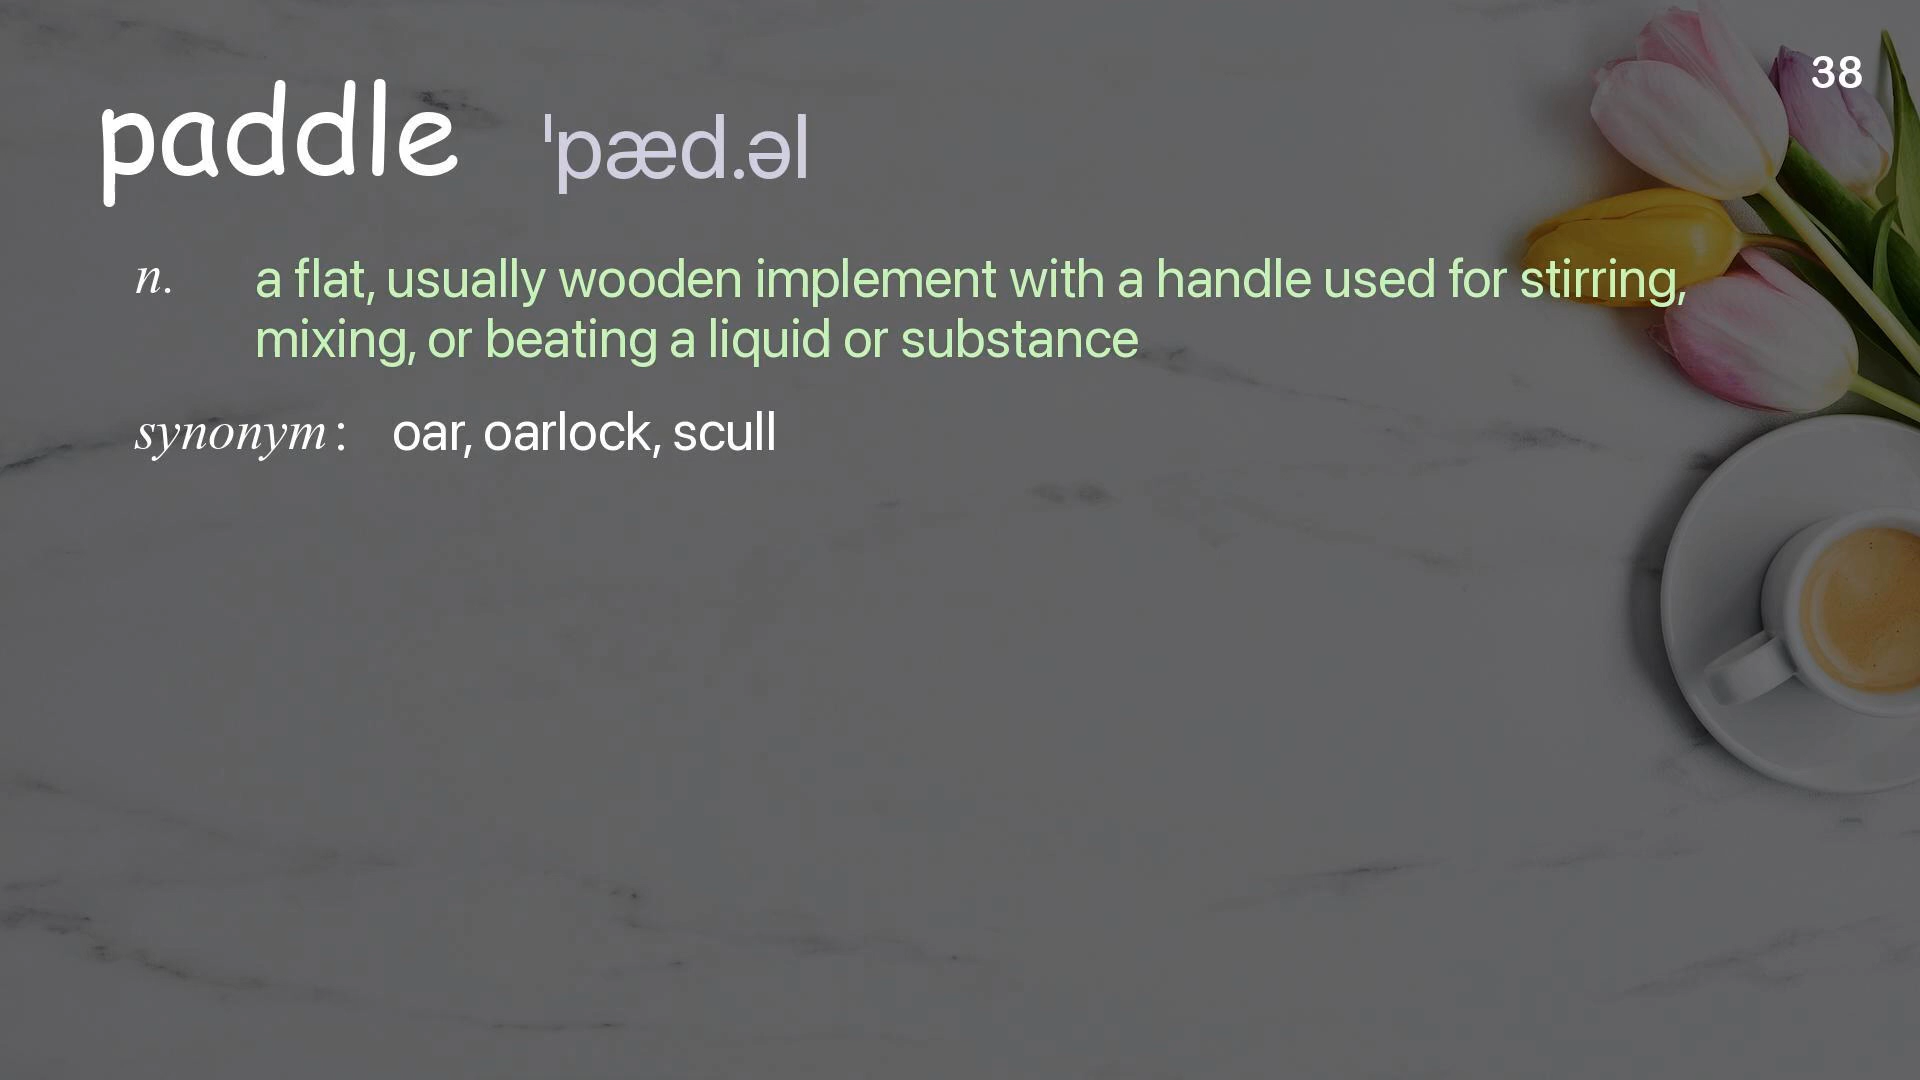 38
paddle ˈpæd.əl
n. a flat, usually wooden implement with a handle used for stirring,
mixing, or beating a liquid or substance
synonym: oar, oarlock, scull